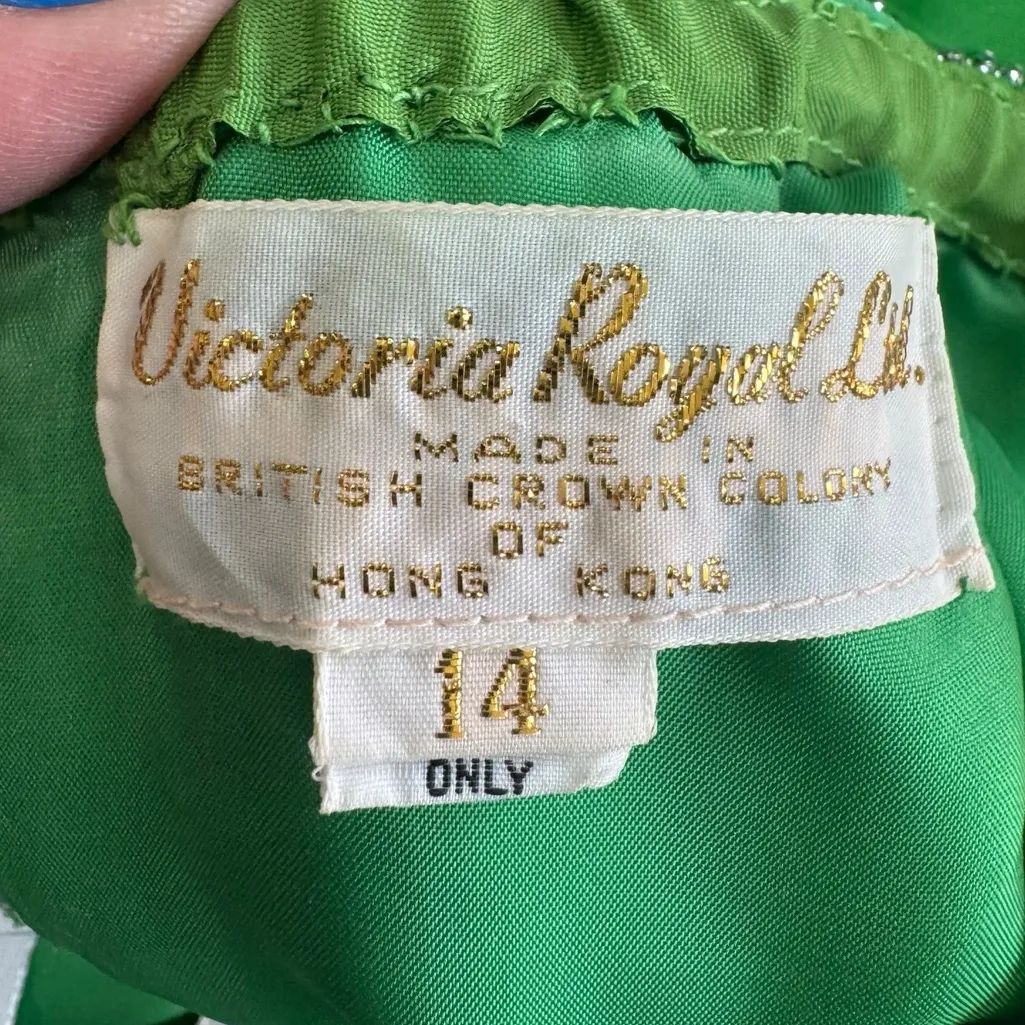 Victoria Royal Ltd.
MADE IN
BRITISH CROWN COLONY
OF
HONG KONG
14
ONLY